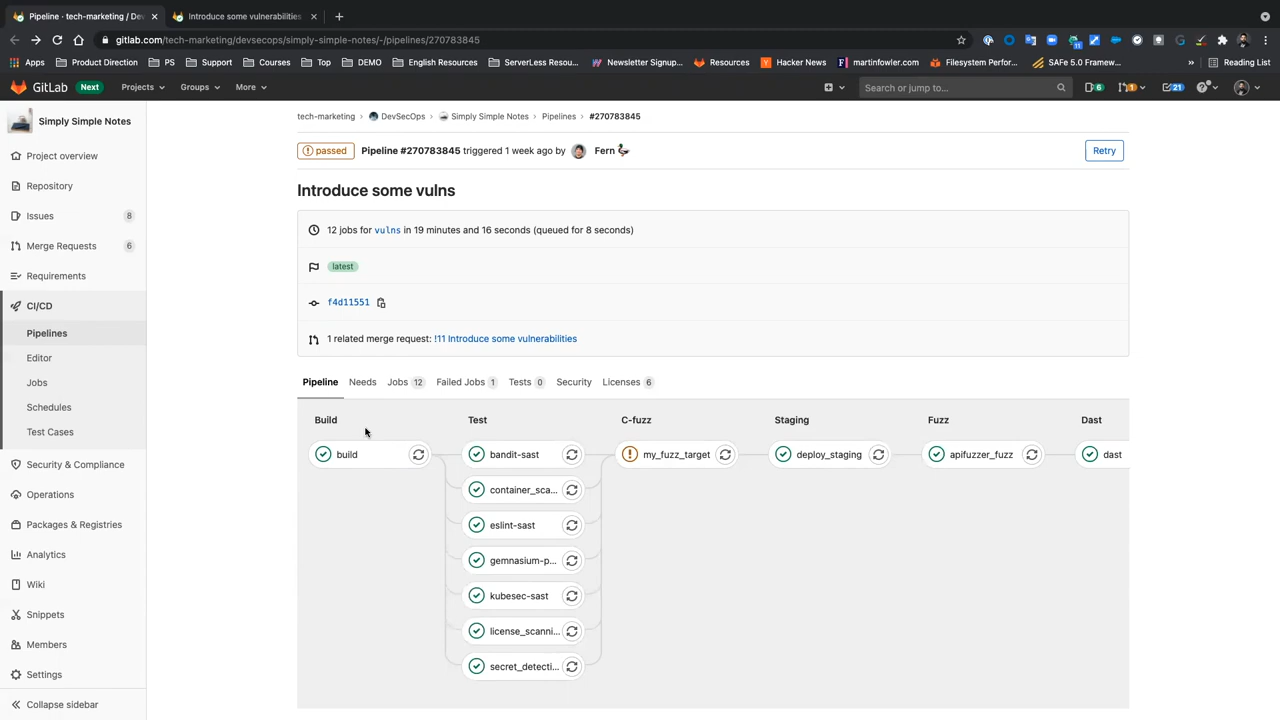 Pipeline · tech-marketing / Dev
Introduce some vulnerabilities
gitlab.com/tech-marketing/devsecops/simply-simple-notes/-/pipelines/270783845
Apps Product Direction PS Support Courses Top DEMO English Resources ServerLess Resou... Newsletter Signup... Resources Hacker News martinfowler.com Filesystem Perfor... SAFe 5.0 Framew... » Reading List
GitLab Next Projects Groups More Search or jump to... 6 1 21
Simply Simple Notes
Project overview
Repository
Issues 8
Merge Requests 6
Requirements
CI/CD
Pipelines
Editor
Jobs
Schedules
Test Cases
Security & Compliance
Operations
Packages & Registries
Analytics
Wiki
Snippets
Members
Settings
Collapse sidebar
tech-marketing › DevSecOps › Simply Simple Notes › Pipelines › #270783845
passed Pipeline #270783845 triggered 1 week ago by Fern Retry
Introduce some vulns
12 jobs for vulns in 19 minutes and 16 seconds (queued for 8 seconds)
latest
f4d11551
1 related merge request: !11 Introduce some vulnerabilities
Pipeline Needs Jobs 12 Failed Jobs 1 Tests 0 Security Licenses 6
Build Test C-fuzz Staging Fuzz Dast
build bandit-sast my_fuzz_target deploy_staging apifuzzer_fuzz dast
container_sca...
eslint-sast
gemnasium-p...
kubesec-sast
license_scanni...
secret_detecti...